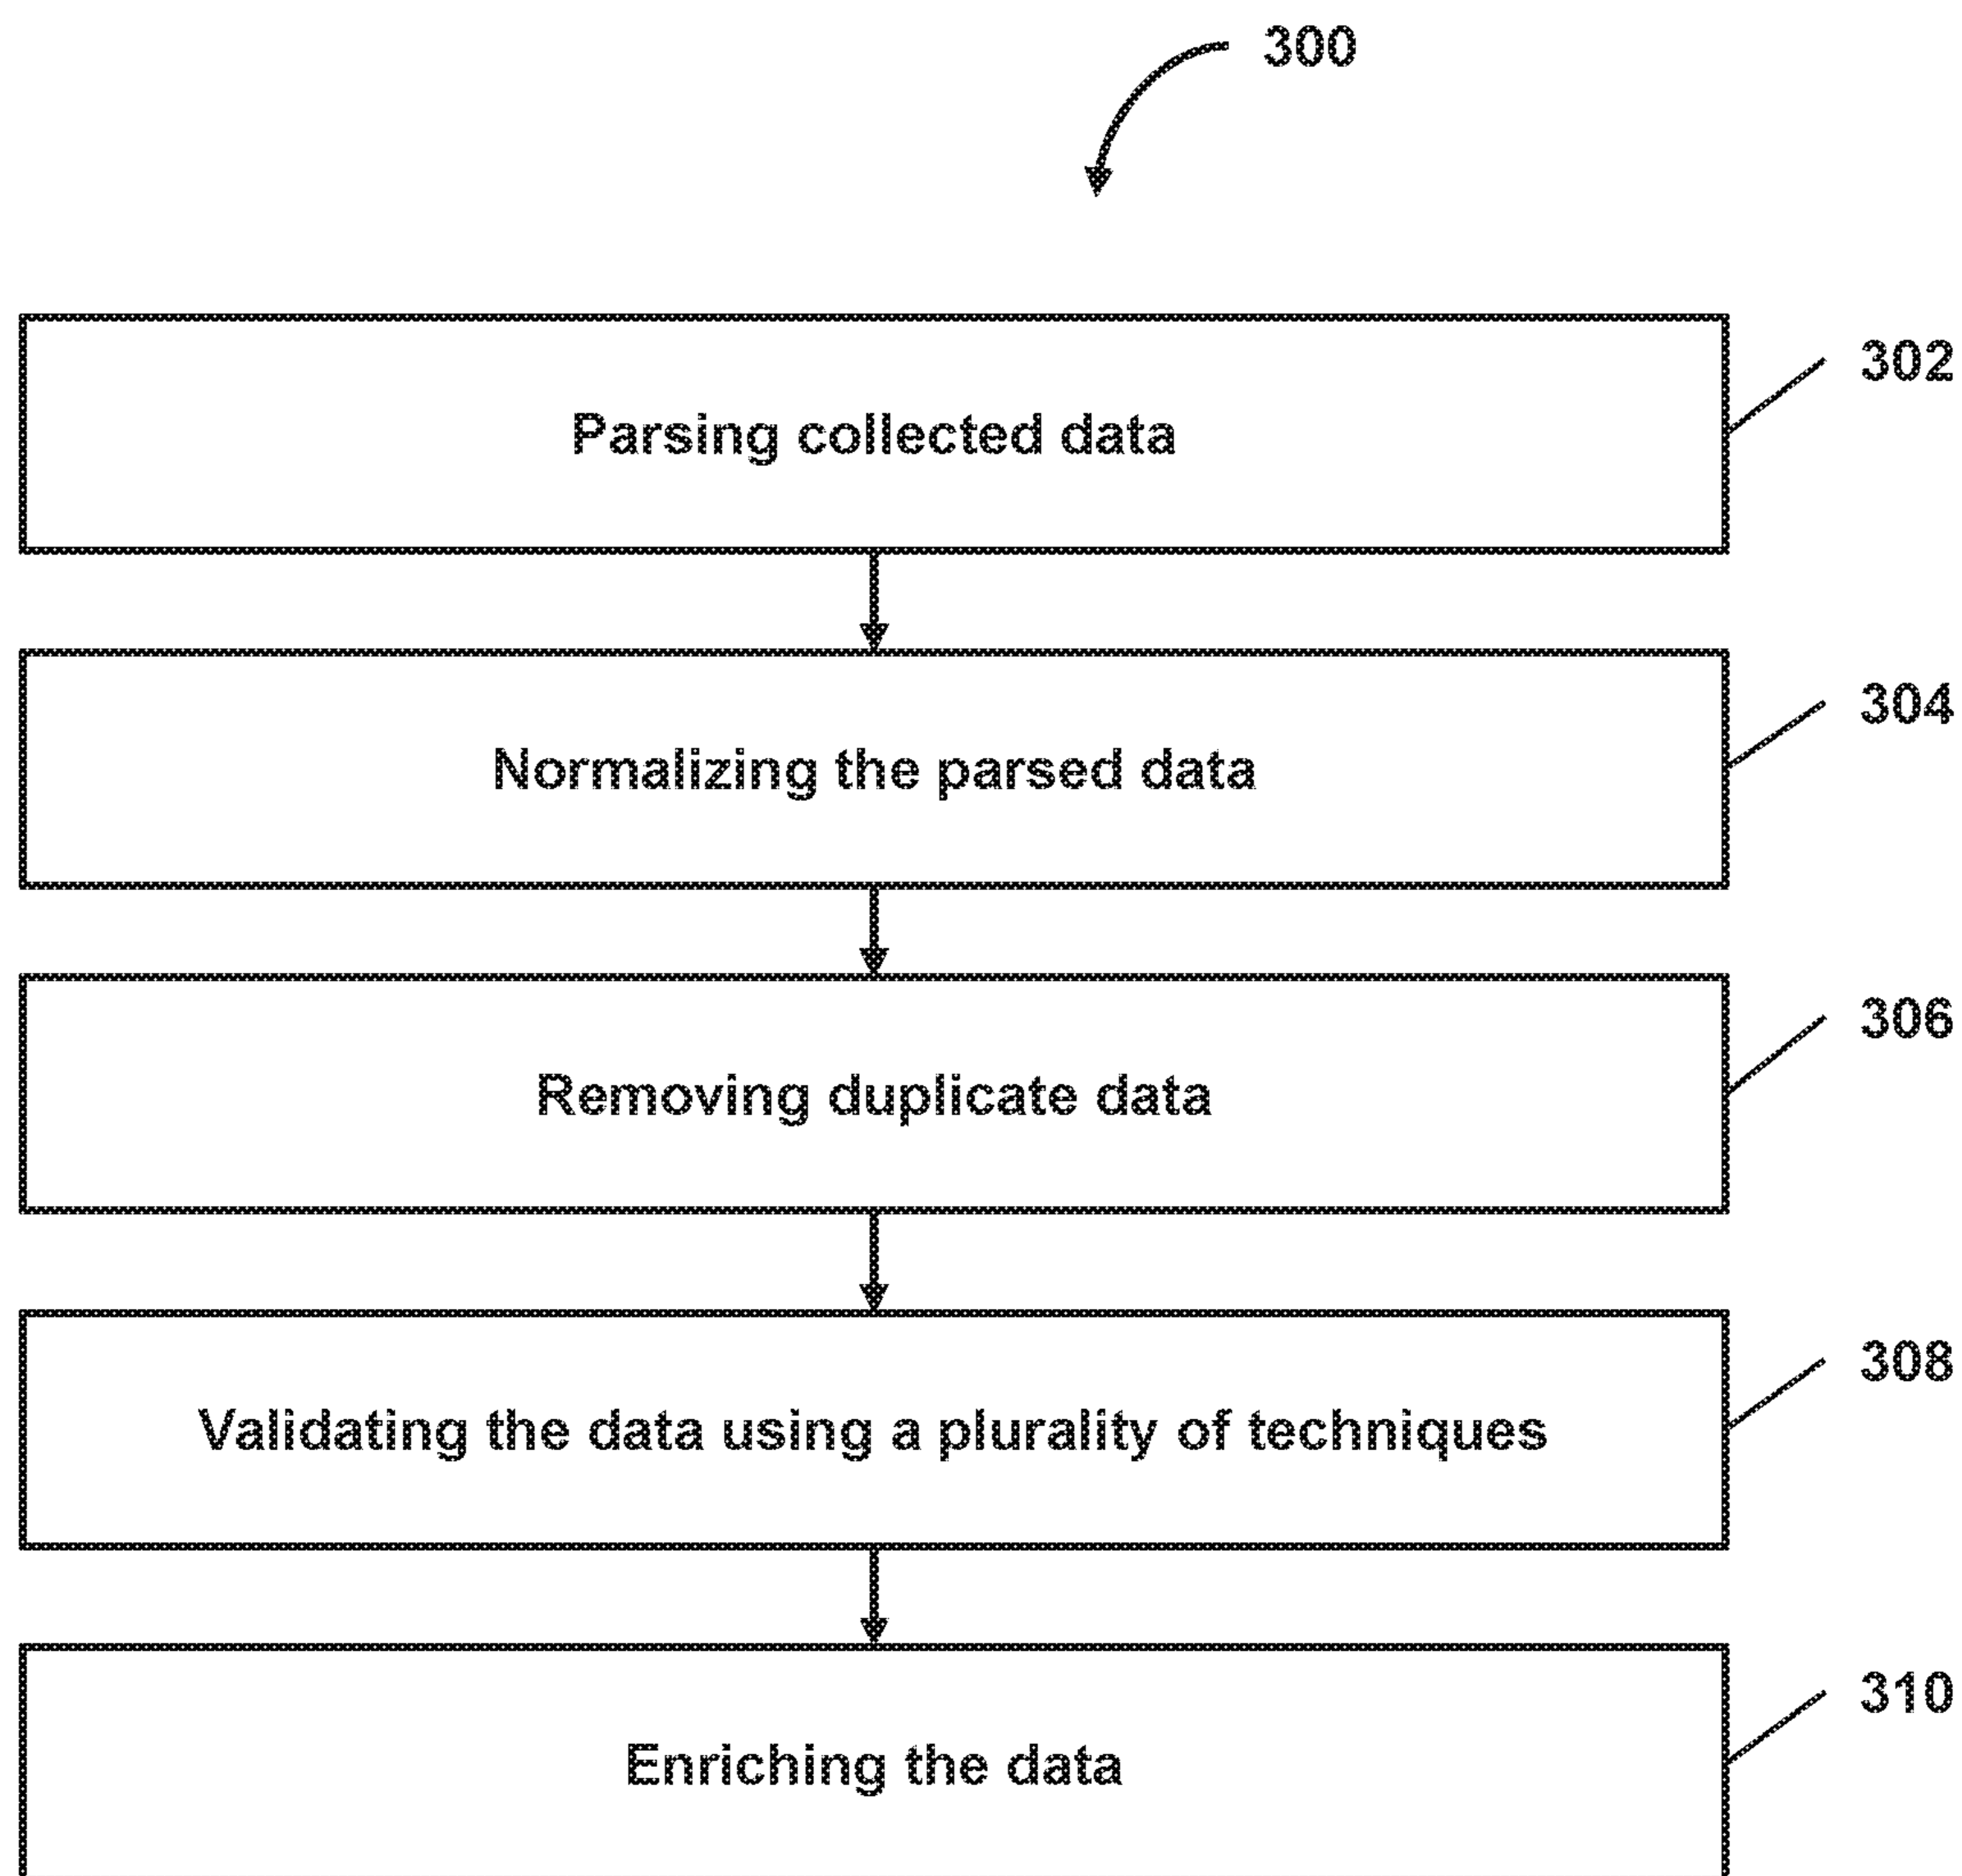 300
Parsing collected data
302
Normalizing the parsed data
304
Removing duplicate data
306
Validating the data using a plurality of techniques
308
Enriching the data
310